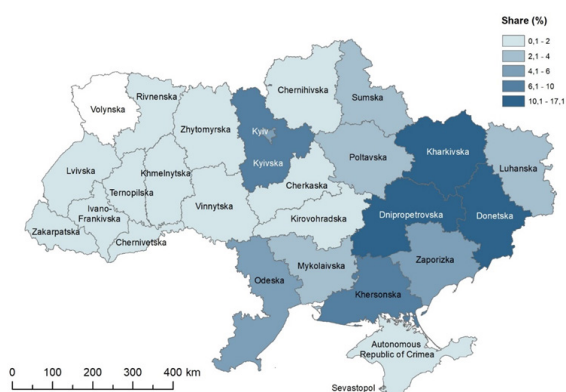 Share (%)
0,1 - 2
2,1 - 4
4,1 - 6
6,1 - 10
10,1 - 17,1
Volynska
Rivnenska
Zhytomyrska
Chernihivska
Sumska
Kyiv
Kyivska
Lvivska
Ternopilska
Khmelnytska
Ivano-
Frankivska
Zakarpatska
Chernivetska
Vinnytska
Cherkaska
Kirovohradska
Poltavska
Kharkivska
Luhanska
Dnipropetrovska
Donetska
Zaporizka
Odeska
Mykolaivska
Khersonska
Autonomous
Republic of Crimea
Sevastopol
0 100 200 300 400 km